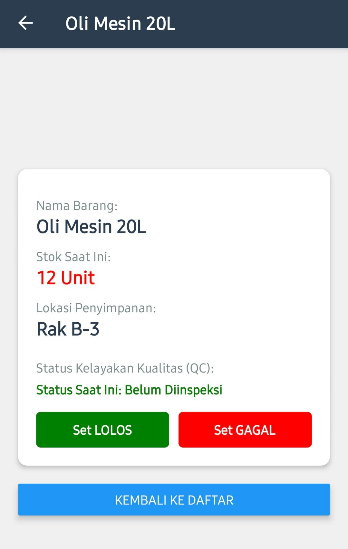 Oli Mesin 20L
Nama Barang:
Oli Mesin 20L
Stok Saat Ini:
12 Unit
Lokasi Penyimpanan:
Rak B-3
Status Kelayakan Kualitas (QC):
Status Saat Ini: Belum Diinspeksi
Set LOLOS
Set GAGAL
KEMBALI KE DAFTAR